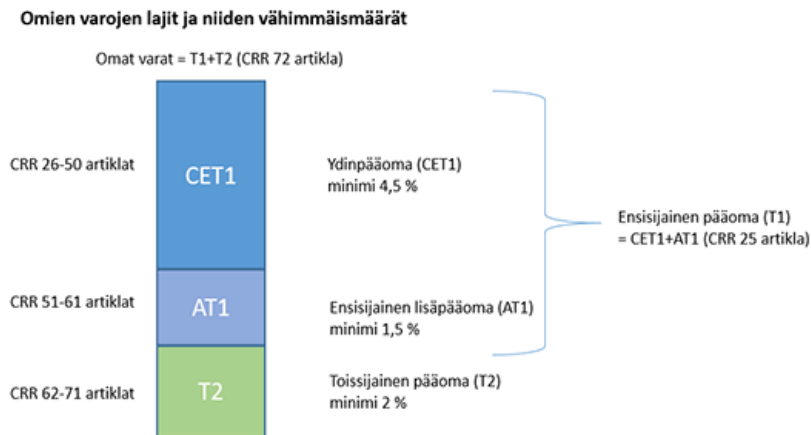 Omien varojen lajit ja niiden vähimmäismäärät
Omat varat = T1+T2 (CRR 72 artikla)
CRR 26-50 artiklat
CET1
Ydinpääoma (CET1)
minimi 4,5 %
Ensisijainen pääoma (T1)
= CET1+AT1 (CRR 25 artikla)
CRR 51-61 artiklat
AT1
Ensisijainen lisäpääoma (AT1)
minimi 1,5 %
CRR 62-71 artiklat
T2
Toissijainen pääoma (T2)
minimi 2 %